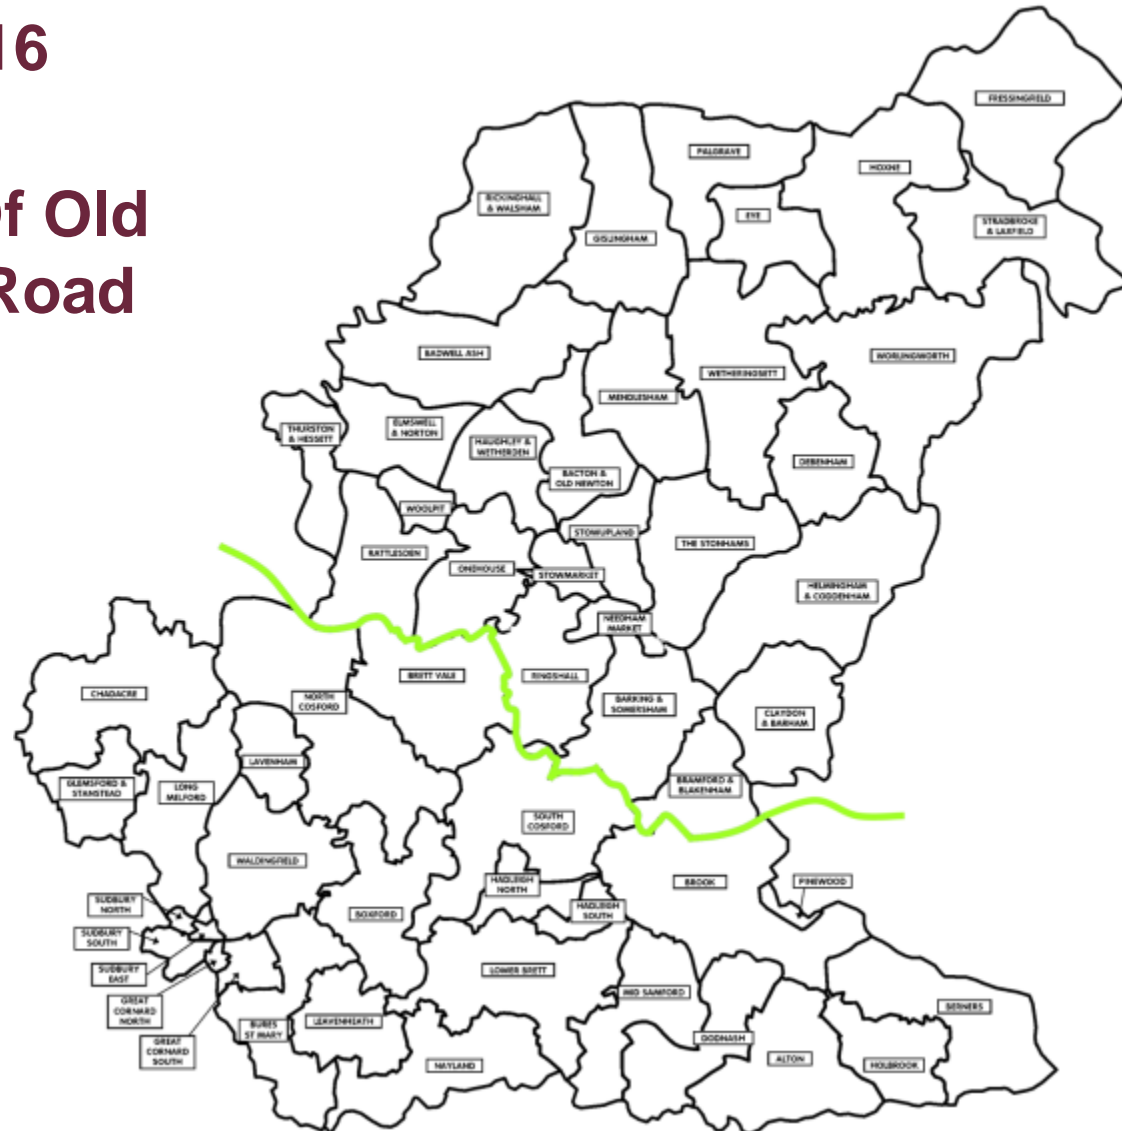 16
Of Old
Road
FRESSINGFIELD
PALGRAVE
HOXNE
RICKINGHALL
& WALSHAM
EYE
STRADBROKE
& LAXFIELD
GISLINGHAM
BADWELL ASH
WORLINGWORTH
WETHERINGSETT
MENDLESHAM
THURSTON
& HESSETT
ELMSWELL
& NORTON
HAUGHLEY &
WETHERDEN
DEBENHAM
BACTON &
OLD NEWTON
WOOLPIT
STOWUPLAND
THE STONHAMS
RATTLESDEN
ONEHOUSE
STOWMARKET
HELMINGHAM
& CODDENHAM
NEEDHAM
MARKET
BRETT VALE
RINGSHALL
CHADACRE
NORTH
COSFORD
BARKING &
SOMERSHAM
CLAYDON
& BARHAM
LAVENHAM
GLEMSFORD &
STANSTEAD
LONG
MELFORD
BRAMFORD &
BLAKENHAM
SOUTH
COSFORD
WALDINGFIELD
HADLEIGH
NORTH
BROOK
PINEWOOD
SUDBURY
NORTH
BOXFORD
HADLEIGH
SOUTH
SUDBURY
SOUTH
SUDBURY
EAST
LOWER BRETT
MID SAMFORD
GREAT
CORNARD
NORTH
BERNERS
BURES
ST MARY
LEAVENHEATH
GREAT
CORNARD
SOUTH
DODNASH
ALTON
NAYLAND
HOLBROOK